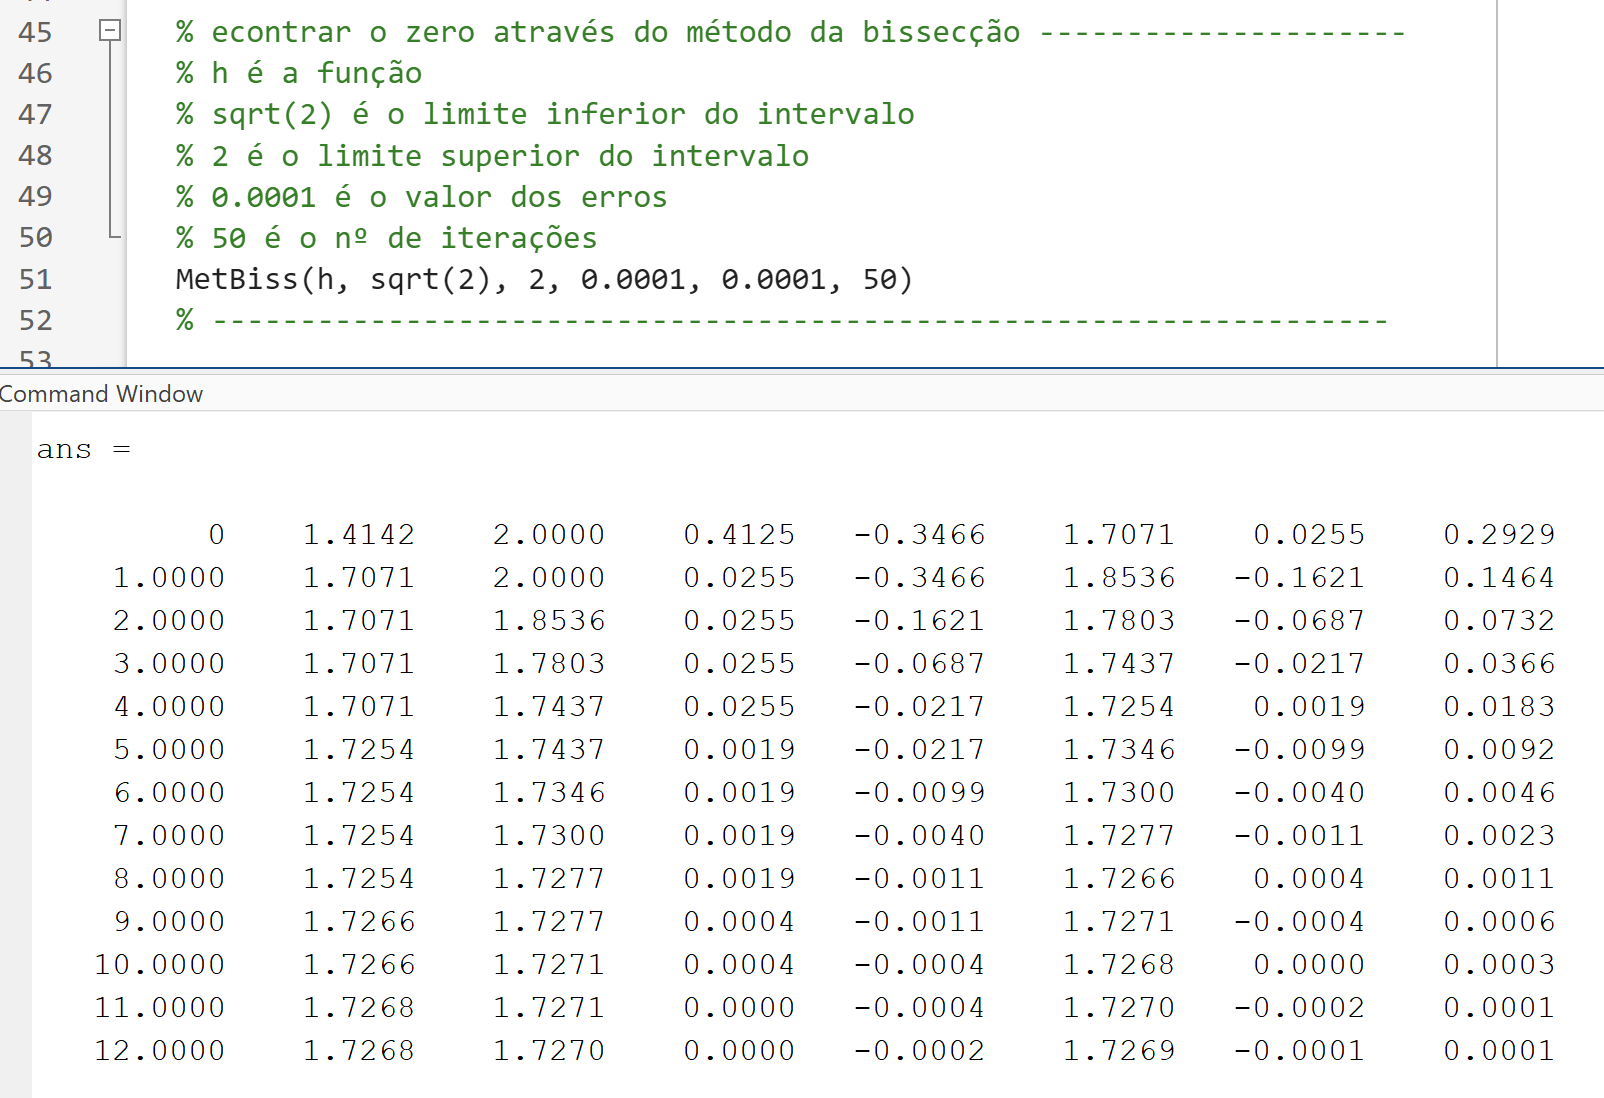 45 % econtrar o zero através do método da bissecção ---------------------
46 % h é a função
47 % sqrt(2) é o limite inferior do intervalo
48 % 2 é o limite superior do intervalo
49 % 0.0001 é o valor dos erros
50 % 50 é o nº de iterações
51 MetBiss(h, sqrt(2), 2, 0.0001, 0.0001, 50)
52 % -------------------------------------------------------------------
53
Command Window
ans =
0 1.4142 2.0000 0.4125 -0.3466 1.7071 0.0255 0.2929
1.0000 1.7071 2.0000 0.0255 -0.3466 1.8536 -0.1621 0.1464
2.0000 1.7071 1.8536 0.0255 -0.1621 1.7803 -0.0687 0.0732
3.0000 1.7071 1.7803 0.0255 -0.0687 1.7437 -0.0217 0.0366
4.0000 1.7071 1.7437 0.0255 -0.0217 1.7254 0.0019 0.0183
5.0000 1.7254 1.7437 0.0019 -0.0217 1.7346 -0.0099 0.0092
6.0000 1.7254 1.7346 0.0019 -0.0099 1.7300 -0.0040 0.0046
7.0000 1.7254 1.7300 0.0019 -0.0040 1.7277 -0.0011 0.0023
8.0000 1.7254 1.7277 0.0019 -0.0011 1.7266 0.0004 0.0011
9.0000 1.7266 1.7277 0.0004 -0.0011 1.7271 -0.0004 0.0006
10.0000 1.7266 1.7271 0.0004 -0.0004 1.7268 0.0000 0.0003
11.0000 1.7268 1.7271 0.0000 -0.0004 1.7270 -0.0002 0.0001
12.0000 1.7268 1.7270 0.0000 -0.0002 1.7269 -0.0001 0.0001